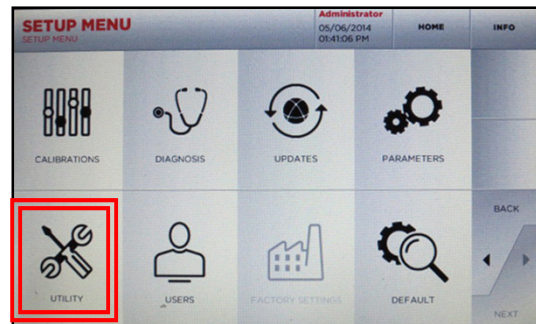 SETUP MENU
SETUP MENU
Administrator
05/06/2014
01:41:06 PM
HOME
INFO
CALIBRATIONS
DIAGNOSIS
UPDATES
PARAMETERS
BACK
UTILITY
USERS
FACTORY SETTINGS
DEFAULT
NEXT